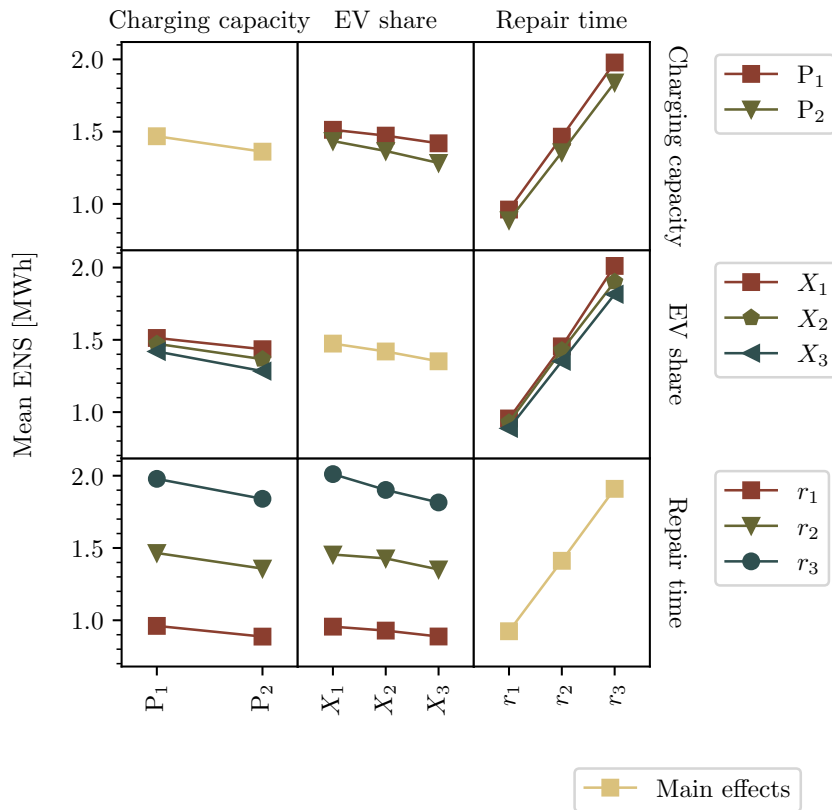 Charging capacity EV share Repair time
Mean ENS [MWh]
2.0
1.5
1.0
Charging capacity
P₁
P₂
2.0
1.5
1.0
EV share
X₁
X₂
X₃
2.0
1.5
1.0
Repair time
r₁
r₂
r₃
P₁ P₂ X₁ X₂ X₃ r₁ r₂ r₃
Main effects